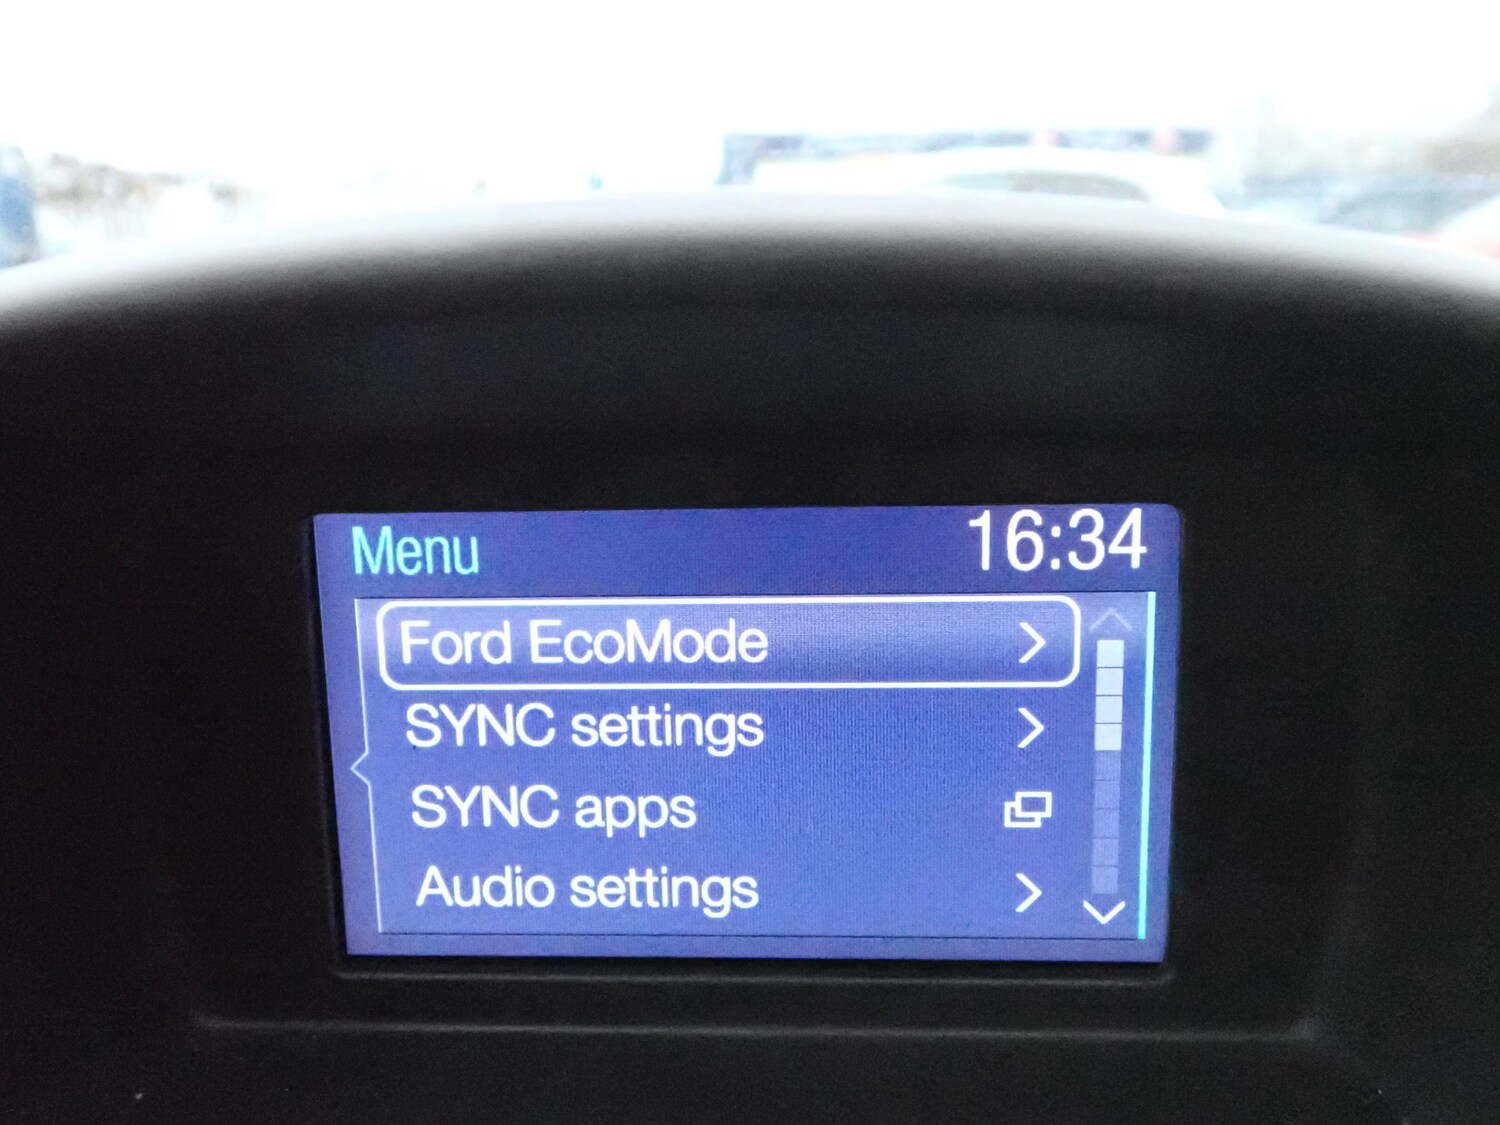 Menu 16:34
Ford EcoMode
SYNC settings
SYNC apps
Audio settings